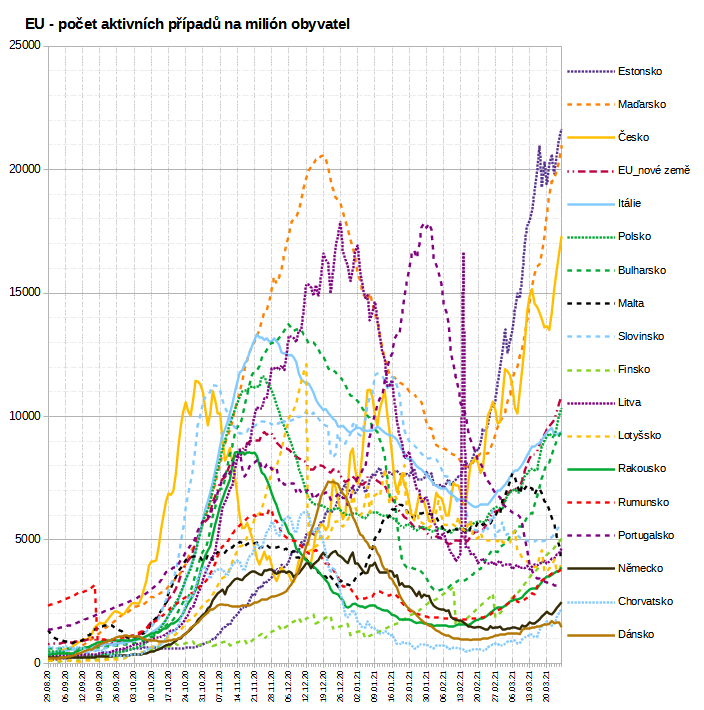 EU - počet aktivních případů na milión obyvatel
25000
20000
15000
10000
5000
0
Estonsko
Maďarsko
Česko
EU_nové země
Itálie
Polsko
Bulharsko
Malta
Slovinsko
Finsko
Litva
Lotyšsko
Rakousko
Rumunsko
Portugalsko
Německo
Chorvatsko
Dánsko
29.08.20
05.09.20
12.09.20
19.09.20
26.09.20
03.10.20
10.10.20
17.10.20
24.10.20
31.10.20
07.11.20
14.11.20
21.11.20
28.11.20
05.12.20
12.12.20
19.12.20
26.12.20
02.01.21
09.01.21
16.01.21
23.01.21
30.01.21
06.02.21
13.02.21
20.02.21
27.02.21
06.03.21
13.03.21
20.03.21